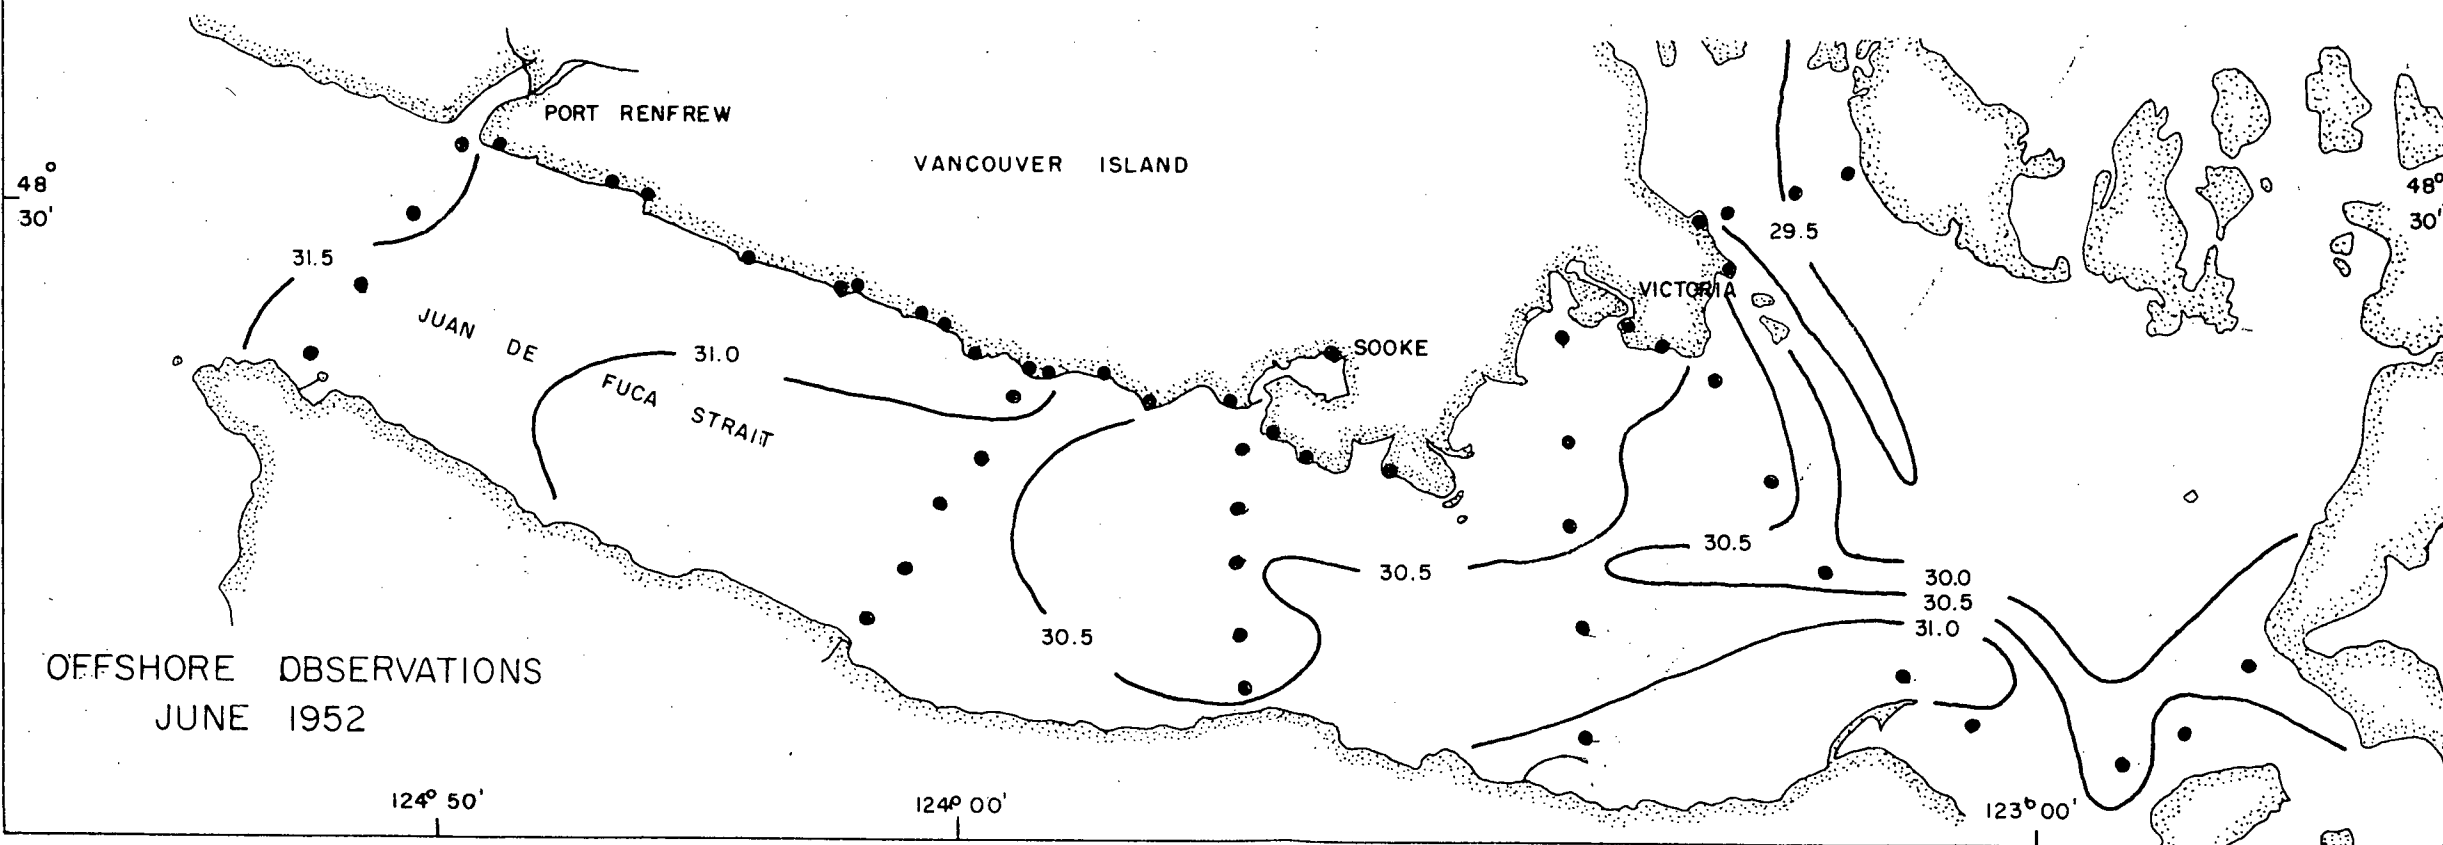 PORT RENFREW
VANCOUVER ISLAND
48°
30'
48°
30'
29.5
31.5
VICTORIA
JUAN DE
FUCA STRAIT
31.0
SOOKE
30.5
30.5
30.5
30.0
30.5
31.0
OFFSHORE OBSERVATIONS
JUNE 1952
124° 50'
124° 00'
123° 00'